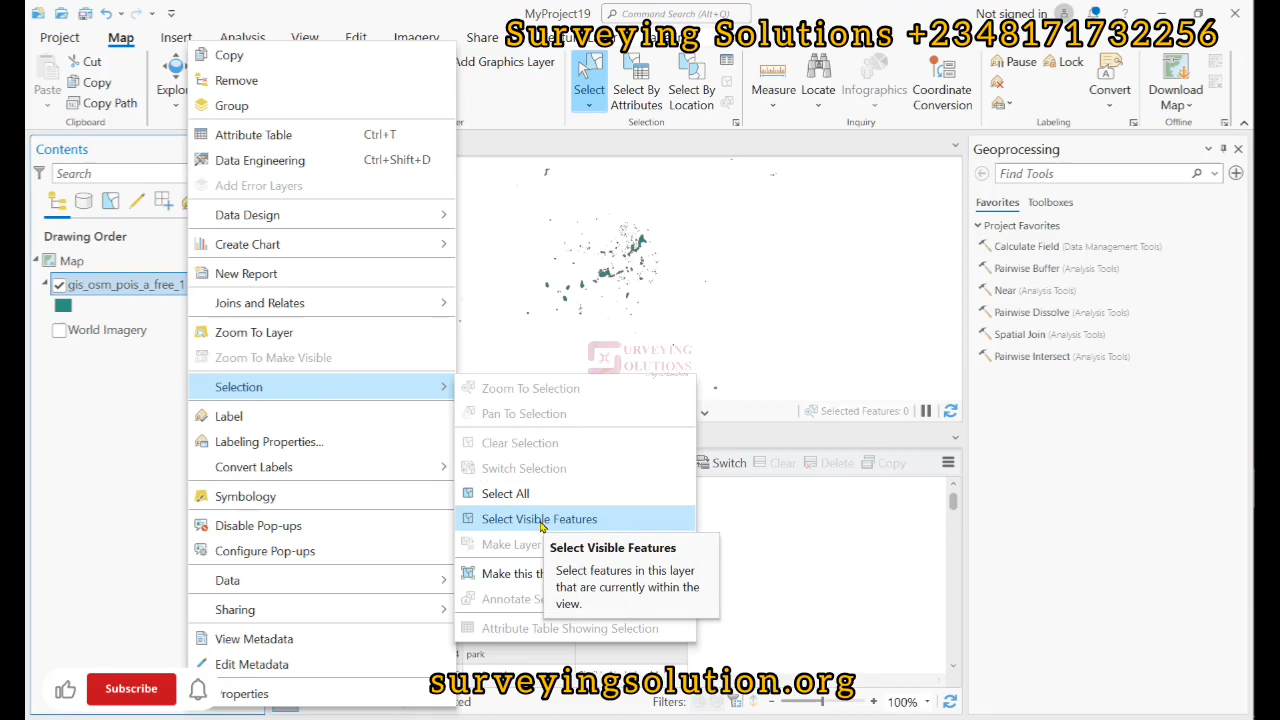 MyProject19
Command Search (Alt+Q)
Not signed in
Surveying Solutions +2348171732256
Project
Map
Insert
Analysis
View
Edit
Imagery
Share
Paste
Cut
Copy
Copy Path
Clipboard
Add Graphics Layer
Select
Select By
Attributes
Select By
Location
Selection
Measure
Locate
Infographics
Coordinate
Conversion
Inquiry
Pause
Lock
Convert
Labeling
Download
Map
Offline
Contents
Search
Drawing Order
Map
gis_osm_pois_a_free_1
World Imagery
Copy
Remove
Group
Attribute Table Ctrl+T
Data Engineering Ctrl+Shift+D
Add Error Layers
Data Design
Create Chart
New Report
Joins and Relates
Zoom To Layer
Zoom To Make Visible
Selection
Label
Labeling Properties...
Convert Labels
Symbology
Disable Pop-ups
Configure Pop-ups
Data
Sharing
View Metadata
Edit Metadata
Properties
Zoom To Selection
Pan To Selection
Clear Selection
Switch Selection
Select All
Select Visible Features
Make Layer
Make this th
Annotate Se
Attribute Table Showing Selection
Select Visible Features
Select features in this layer
that are currently within the
view.
URVEYING
OLUTIONS
Selected Features: 0
Switch
Clear
Delete
Copy
park
Filters:
100%
Geoprocessing
Find Tools
Favorites
Toolboxes
Project Favorites
Calculate Field (Data Management Tools)
Pairwise Buffer (Analysis Tools)
Near (Analysis Tools)
Pairwise Dissolve (Analysis Tools)
Spatial Join (Analysis Tools)
Pairwise Intersect (Analysis Tools)
Subscribe
surveyingsolution.org